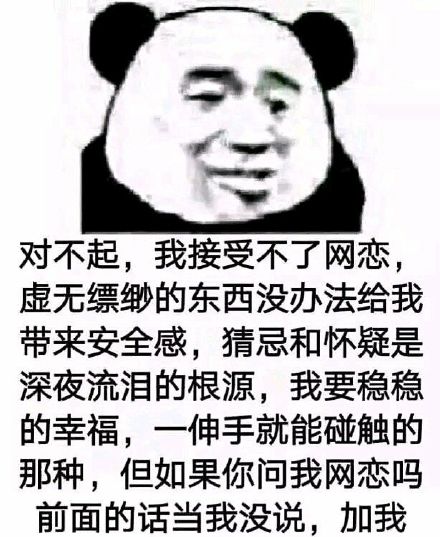 对不起，我接受不了网恋，
虚无缥缈的东西没办法给我
带来安全感，猜忌和怀疑是
深夜流泪的根源，我要稳稳
的幸福，一伸手就能碰触的
那种，但如果你问我网恋吗
前面的话当我没说，加我